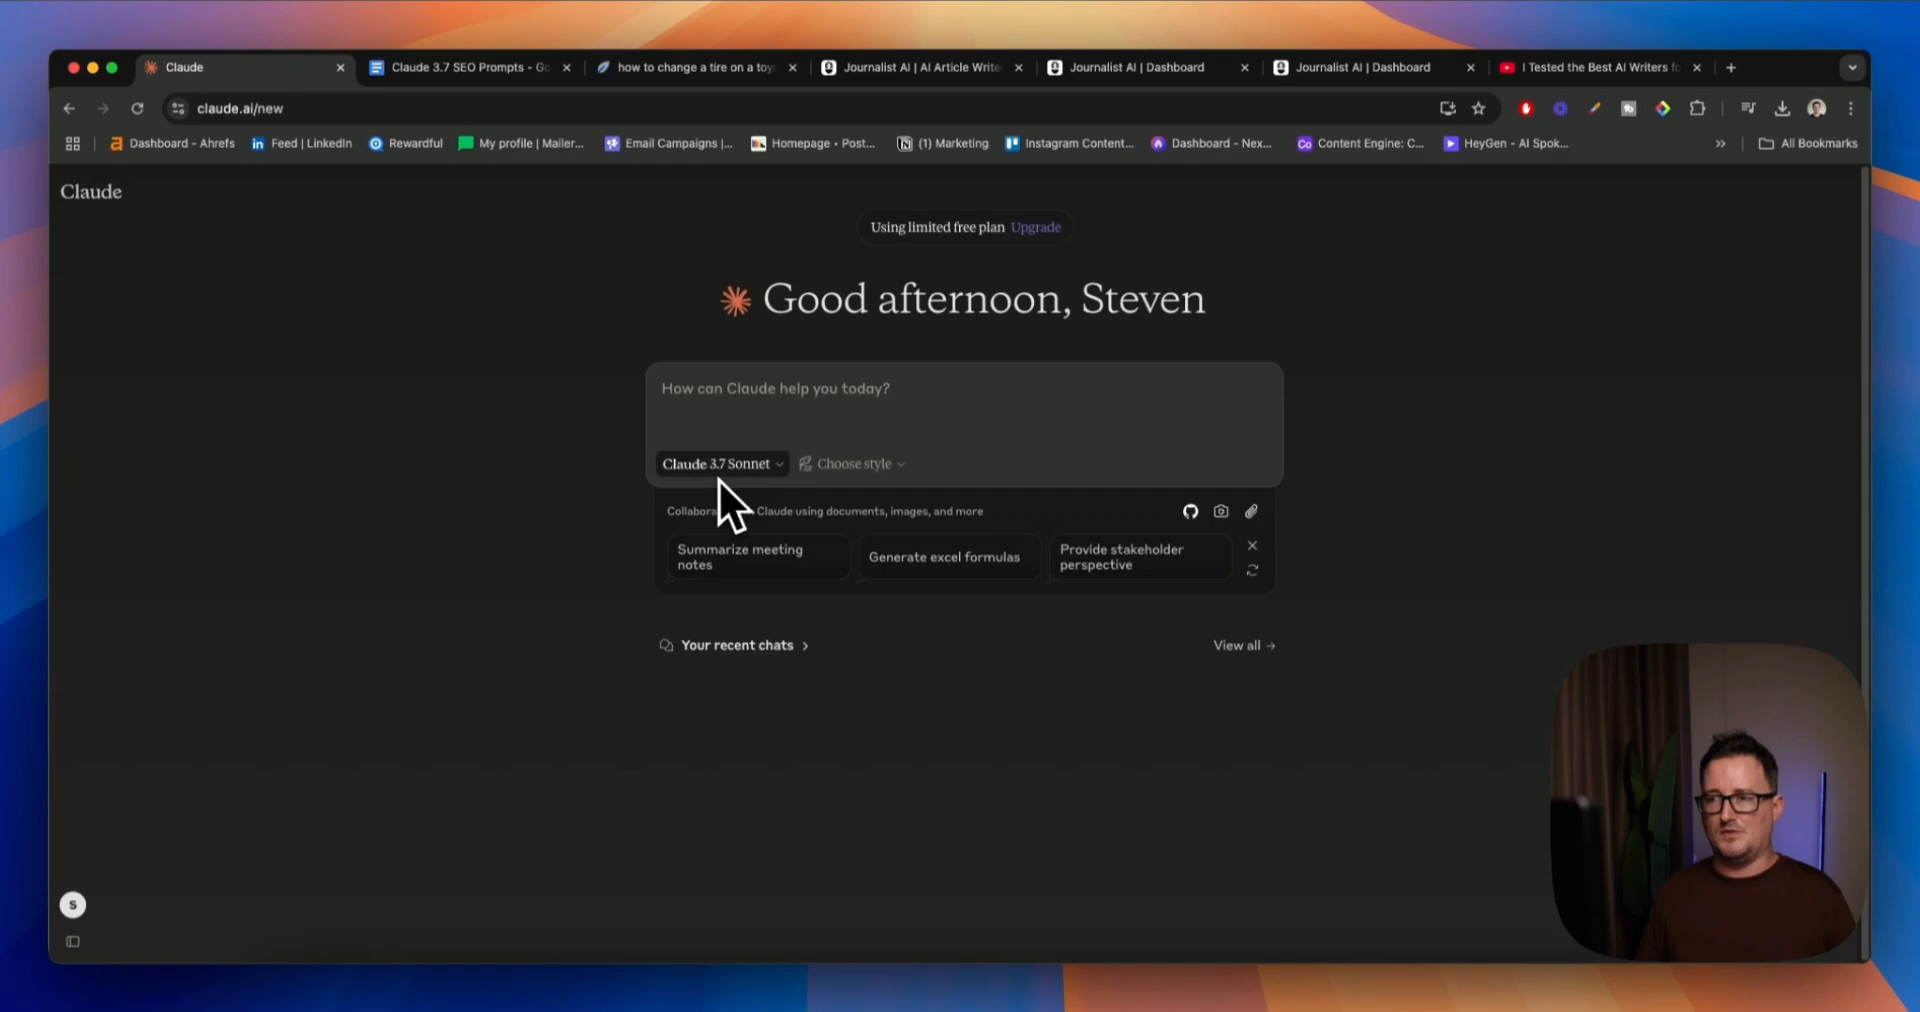 Claude
Claude 3.7 SEO Prompts - Go
how to change a tire on a toy
Journalist AI | AI Article Write
Journalist AI | Dashboard
Journalist AI | Dashboard
I Tested the Best AI Writers fo
claude.ai/new
Dashboard - Ahrefs
Feed | LinkedIn
Rewardful
My profile | Mailer...
Email Campaigns |...
Homepage • Post...
(1) Marketing
Instagram Content...
Dashboard - Nex...
Co
Content Engine: C...
HeyGen - AI Spok...
All Bookmarks
Claude
Using limited free plan Upgrade
Good afternoon, Steven
How can Claude help you today?
Claude 3.7 Sonnet
Choose style
Collabora Claude using documents, images, and more
Summarize meeting
notes
Generate excel formulas
Provide stakeholder
perspective
Your recent chats
View all
S